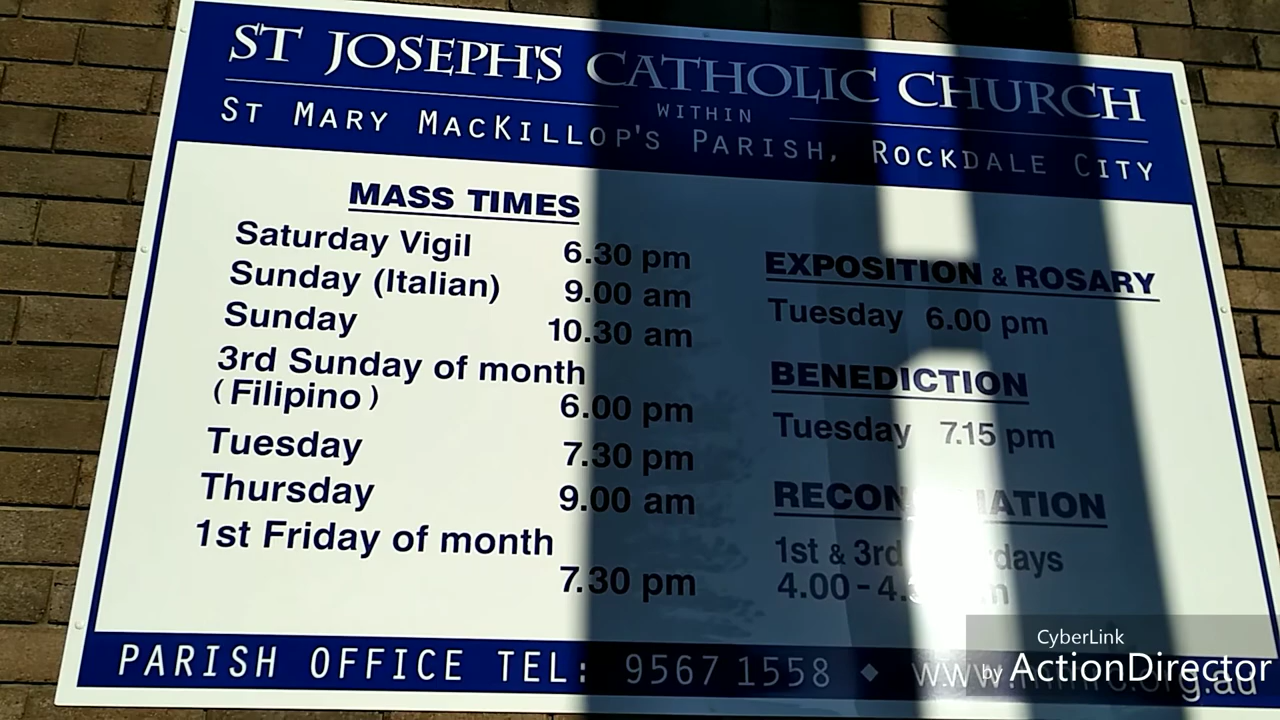 ST JOSEPH'S CATHOLIC CHURCH
WITHIN
ST MARY MACKILLOP'S PARISH, ROCKDALE CITY
MASS TIMES
Saturday Vigil 6.30 pm
Sunday (Italian) 9.00 am
Sunday 10.30 am
3rd Sunday of month
(Filipino) 6.00 pm
Tuesday 7.30 pm
Thursday 9.00 am
1st Friday of month
7.30 pm
EXPOSITION & ROSARY
Tuesday 6.00 pm
BENEDICTION
Tuesday 7.15 pm
1st & 3rd
4.00 -
PARISH OFFICE TEL: 9567 1558 ◆
CyberLink
by ActionDirector